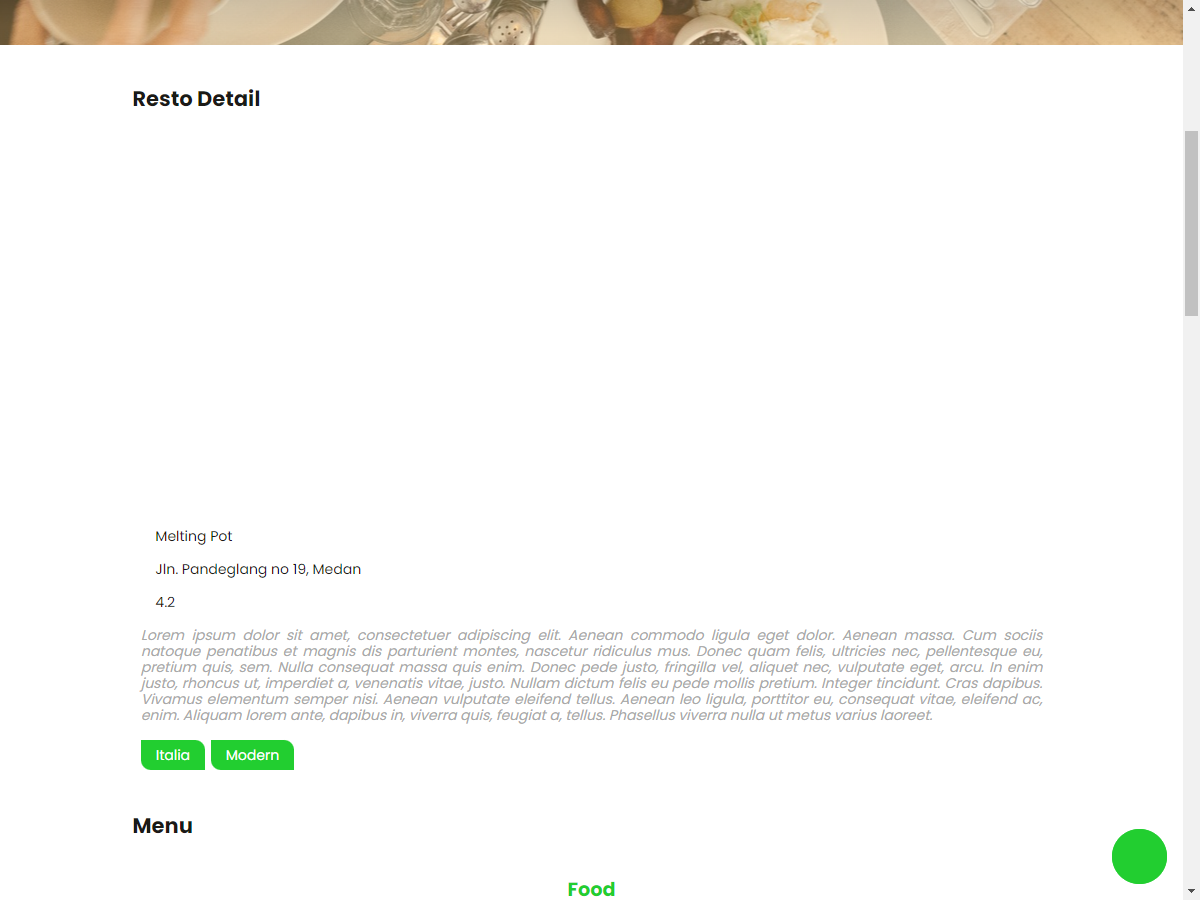 Resto Detail
Melting Pot
Jln. Pandeglang no 19, Medan
4.2
Lorem ipsum dolor sit amet, consectetuer adipiscing elit. Aenean commodo ligula eget dolor. Aenean massa. Cum sociis
natoque penatibus et magnis dis parturient montes, nascetur ridiculus mus. Donec quam felis, ultricies nec, pellentesque eu,
pretium quis, sem. Nulla consequat massa quis enim. Donec pede justo, fringilla vel, aliquet nec, vulputate eget, arcu. In enim
justo, rhoncus ut, imperdiet a, venenatis vitae, justo. Nullam dictum felis eu pede mollis pretium. Integer tincidunt. Cras dapibus.
Vivamus elementum semper nisi. Aenean vulputate eleifend tellus. Aenean leo ligula, porttitor eu, consequat vitae, eleifend ac,
enim. Aliquam lorem ante, dapibus in, viverra quis, feugiat a, tellus. Phasellus viverra nulla ut metus varius laoreet.
Italia Modern
Menu
Food